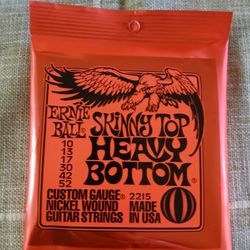 ERNIE BALL
SKINNY TOP
HEAVY
BOTTOM
10
13
17
30
42
52
CUSTOM GAUGE® 2215
NICKEL WOUND MADE
GUITAR STRINGS IN USA